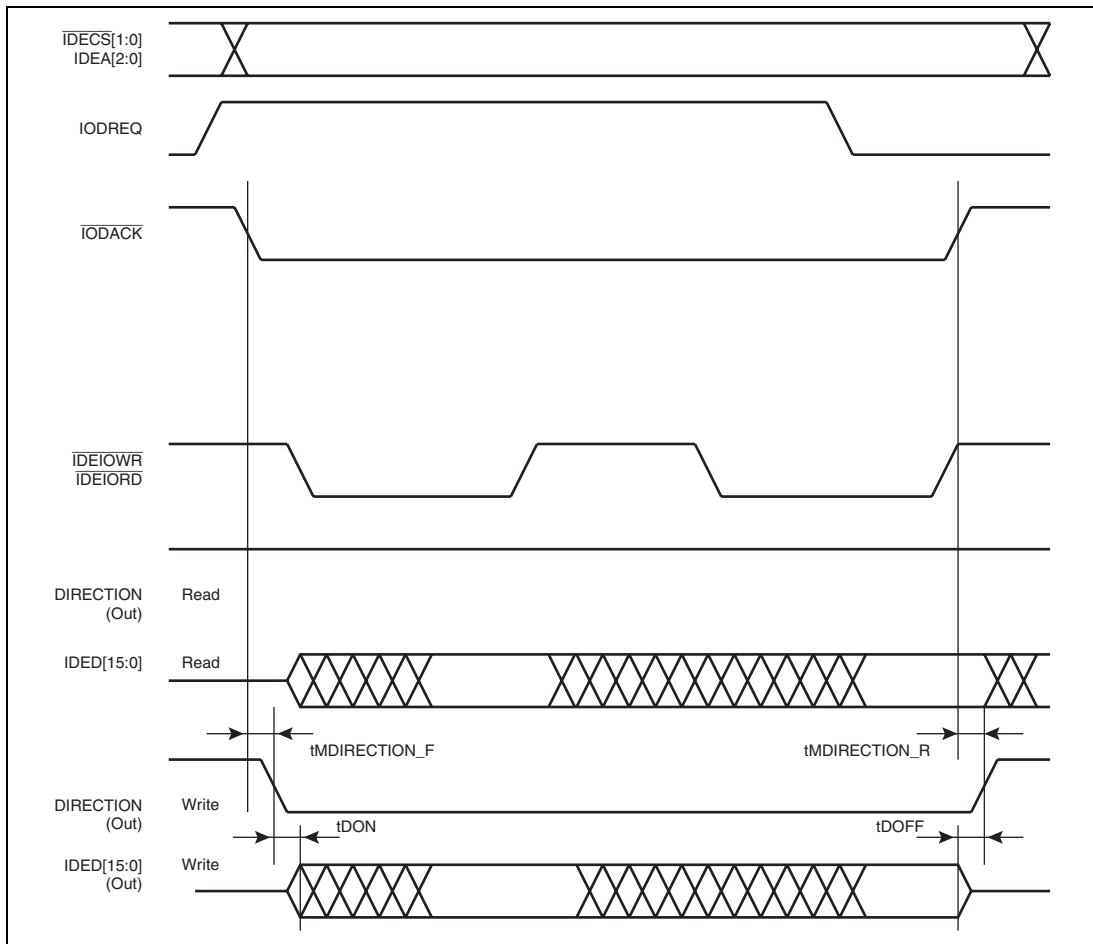 IDECS[1:0]
IDEA[2:0]
IODREQ
IODACK
IDEIOWR
IDEIORD
DIRECTION (Out) Read
IDED[15:0] Read
tMDIRECTION_F
tMDIRECTION_R
DIRECTION (Out) Write
tDON
tDOFF
IDED[15:0] (Out) Write